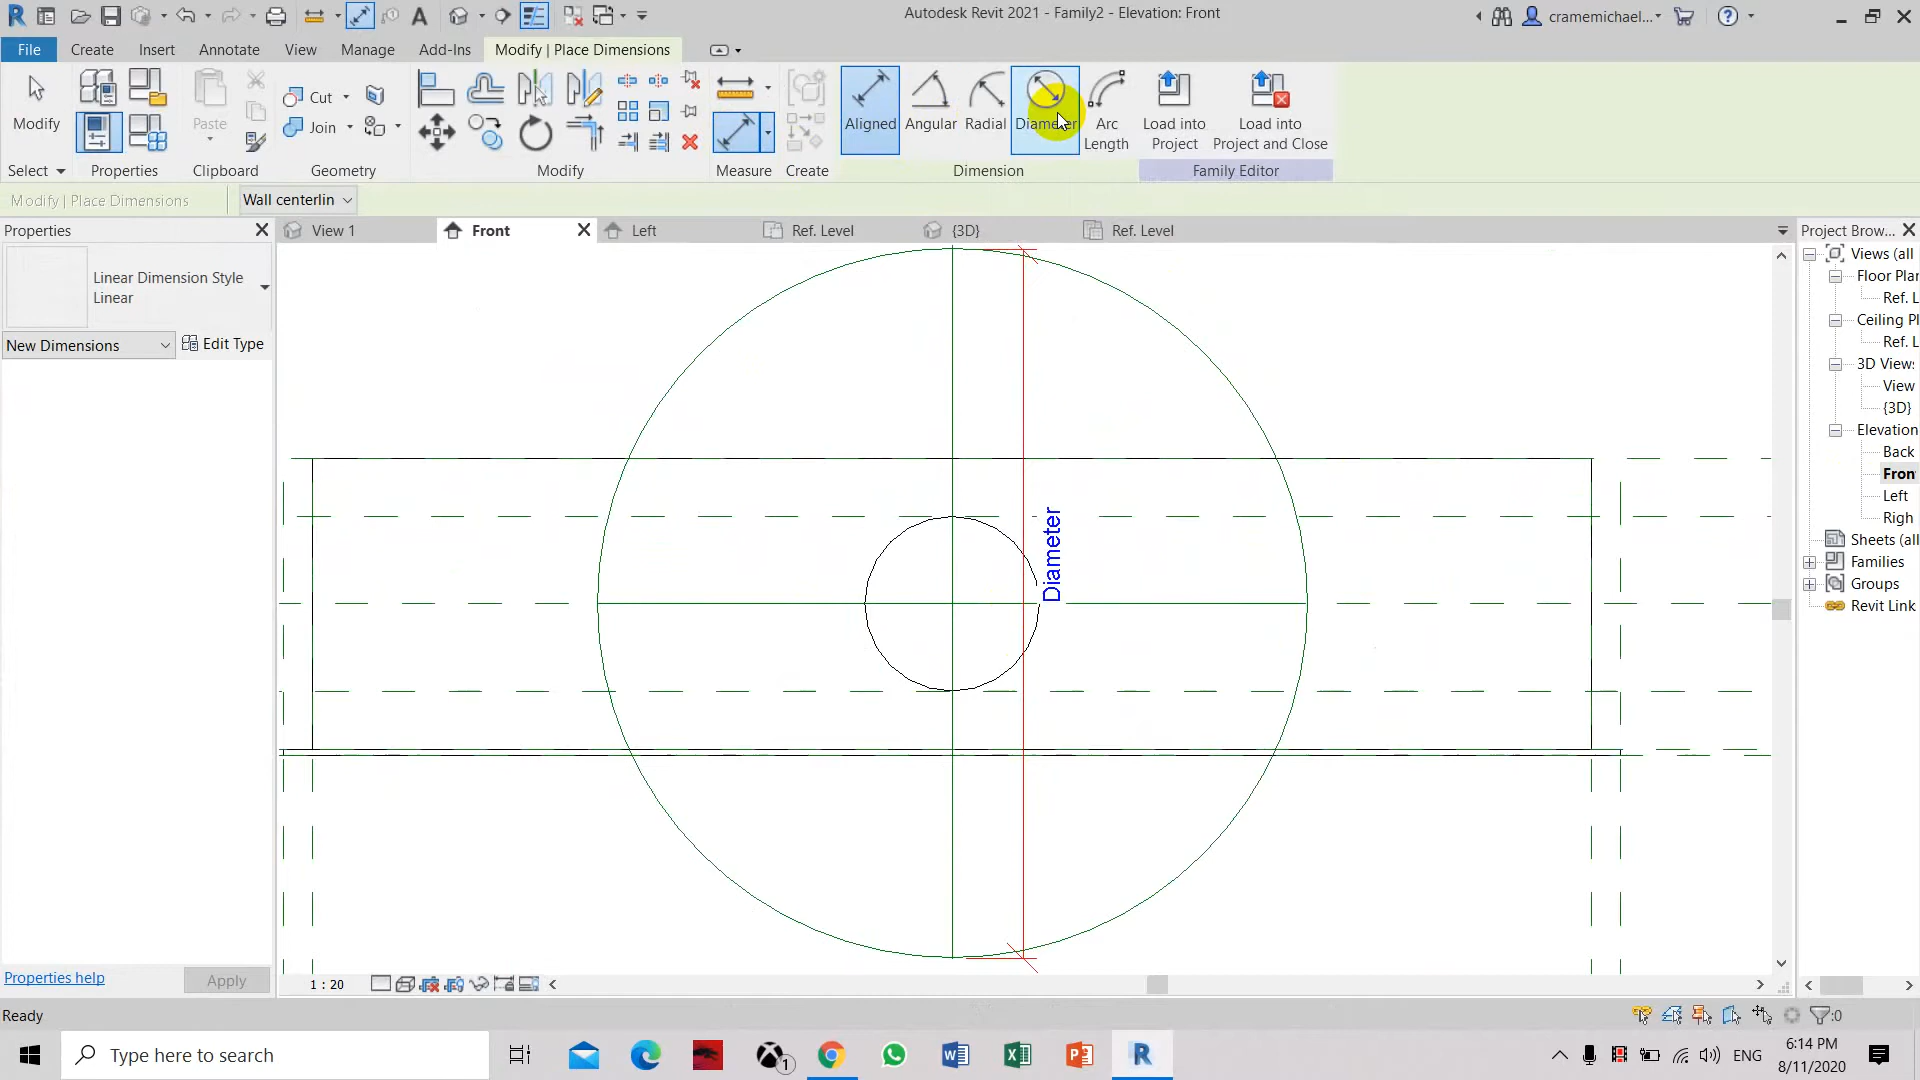 Autodesk Revit 2021 - Family2 - Elevation: Front
cramemichael...
File
Create
Insert
Annotate
View
Manage
Add-Ins
Modify | Place Dimensions
Modify
Paste
Cut
Join
Aligned
Angular
Radial
Diameter
Arc
Length
Load into
Project
Load into
Project and Close
Select
Properties
Clipboard
Geometry
Modify
Measure
Create
Dimension
Family Editor
Modify | Place Dimensions
Wall centerlin
Properties
View 1
Front
Left
Ref. Level
{3D}
Ref. Level
Project Brow...
Linear Dimension Style
Linear
New Dimensions
Edit Type
Views (all
Floor Plan
Ref. L
Ceiling Pl
Ref. L
3D Views
View
{3D}
Elevation
Back
Fron
Left
Righ
Sheets (all
Families
Groups
Revit Link
Diameter
Properties help
Apply
1 : 20
Ready
:0
Type here to search
1
ENG
6:14 PM
8/11/2020